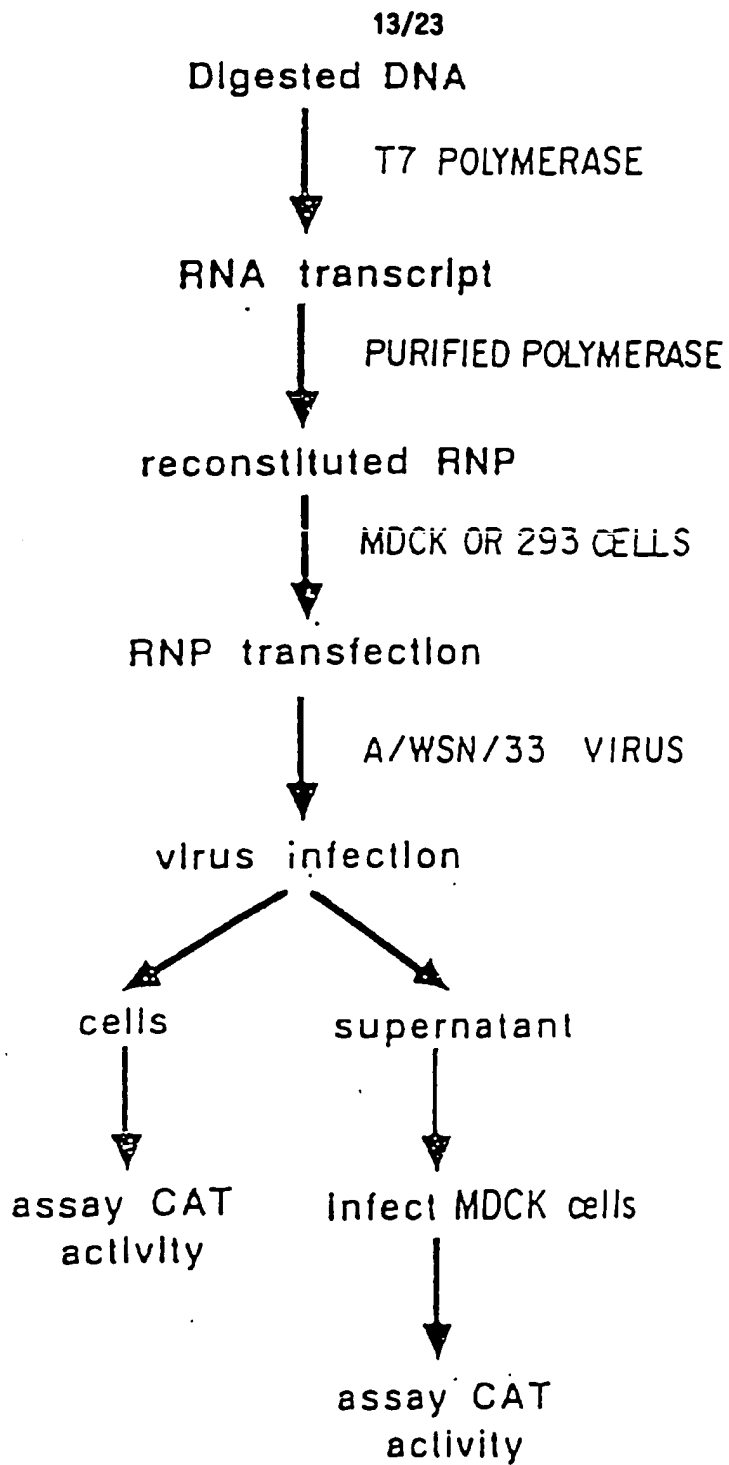 13/23
Digested DNA
T7 POLYMERASE
RNA transcript
PURIFIED POLYMERASE
reconstituted RNP
MDCK OR 293 CELLS
RNP transfection
A/WSN/33 VIRUS
virus infection
cells
supernatant
assay CAT
activity
infect MDCK cells
assay CAT
activity